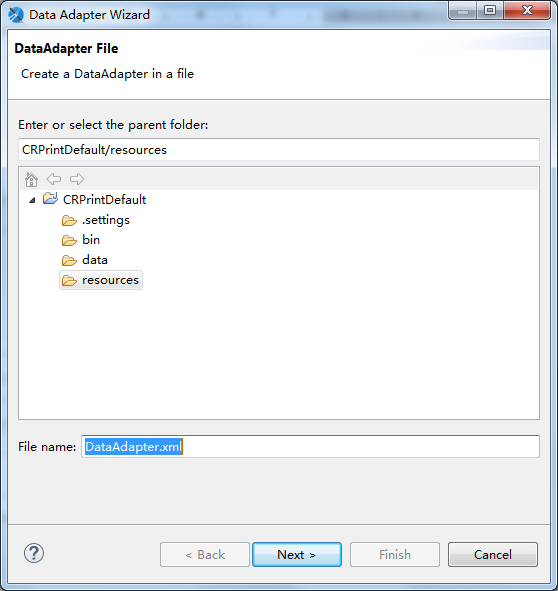 Data Adapter Wizard
DataAdapter File
Create a DataAdapter in a file
Enter or select the parent folder:
CRPrintDefault/resources
CRPrintDefault
.settings
bin
data
resources
File name: DataAdapter.xml
< Back Next > Finish Cancel